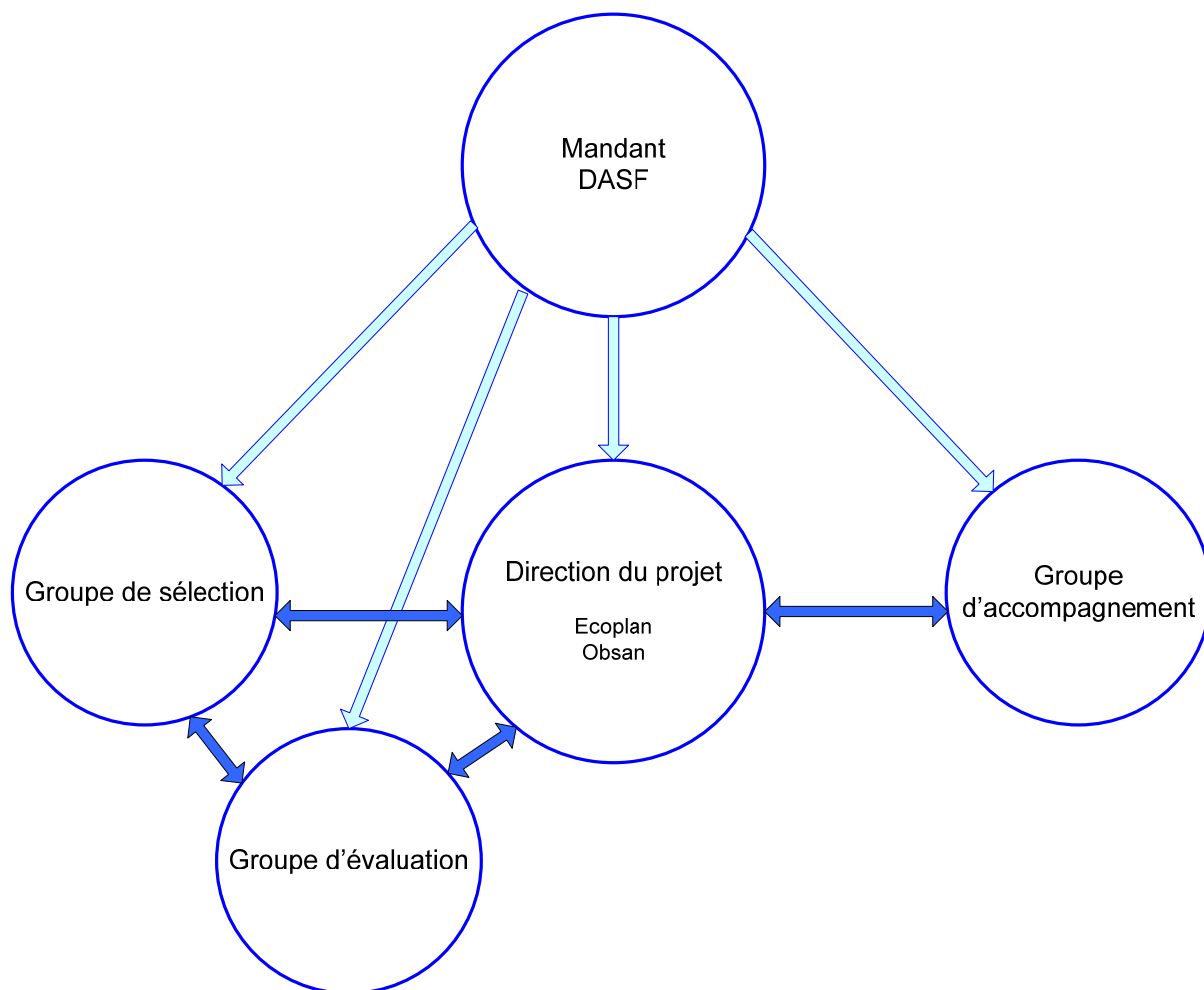 Mandant
DASF
Groupe de sélection
Direction du projet
Ecoplan
Obsan
Groupe
d’accompagnement
Groupe d’évaluation